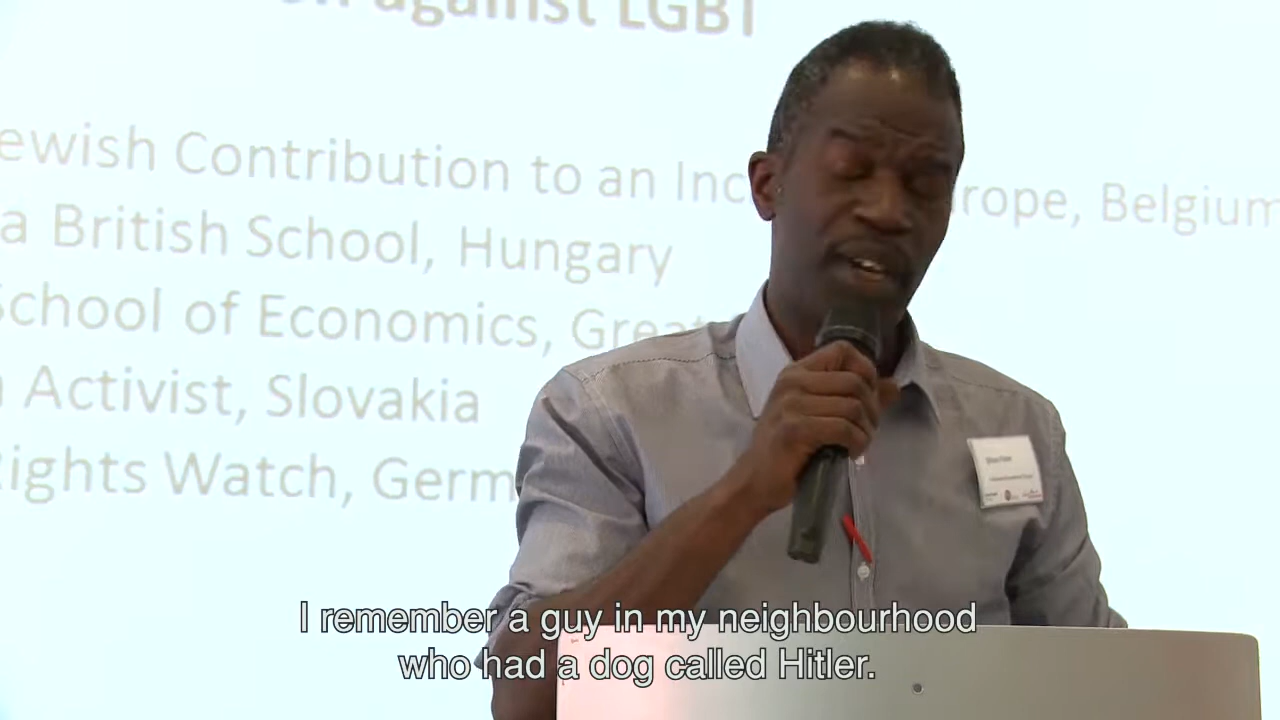 against LGBT
ewish Contribution to an Inc rope, Belgium
a British School, Hungary
School of Economics, Great
Activist, Slovakia
Rights Watch, Germ
I remember a guy in my neighbourhood
who had a dog called Hitler.